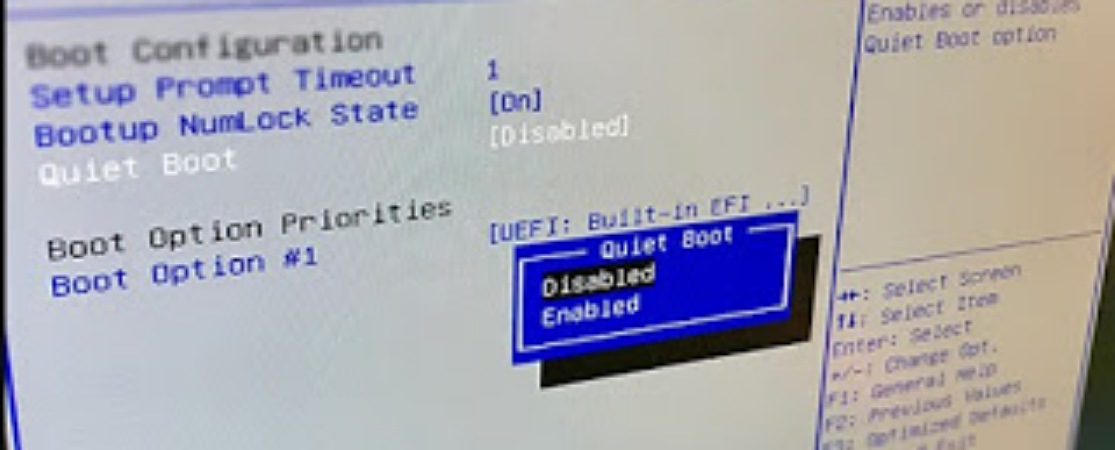 Boot Configuration
Setup Prompt Timeout 1
Bootup NumLock State [On]
Quiet Boot [Disabled]
Boot Option Priorities
Boot Option #1 [UEFI: Built-in EFI ...]
Quiet Boot
Disabled
Enabled
Enables or disables
Quiet Boot option
→←: Select Screen
↑↓: Select Item
Enter: Select
+/-: Change Opt.
F1: General Help
F2: Previous Values
F3: Optimized Defaults
Exit